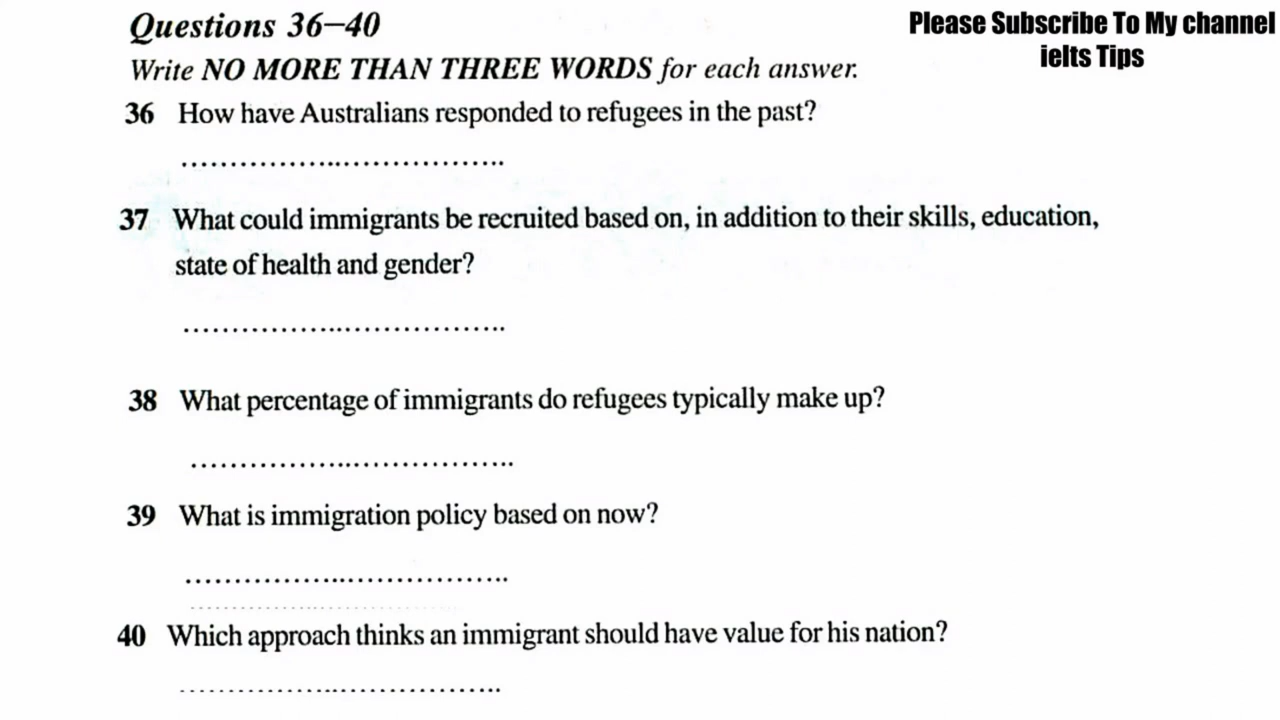 Questions 36–40
Please Subscribe To My channel
ielts Tips
Write NO MORE THAN THREE WORDS for each answer.
36 How have Australians responded to refugees in the past?
....................................
37 What could immigrants be recruited based on, in addition to their skills, education,
state of health and gender?
....................................
38 What percentage of immigrants do refugees typically make up?
....................................
39 What is immigration policy based on now?
....................................
40 Which approach thinks an immigrant should have value for his nation?
....................................